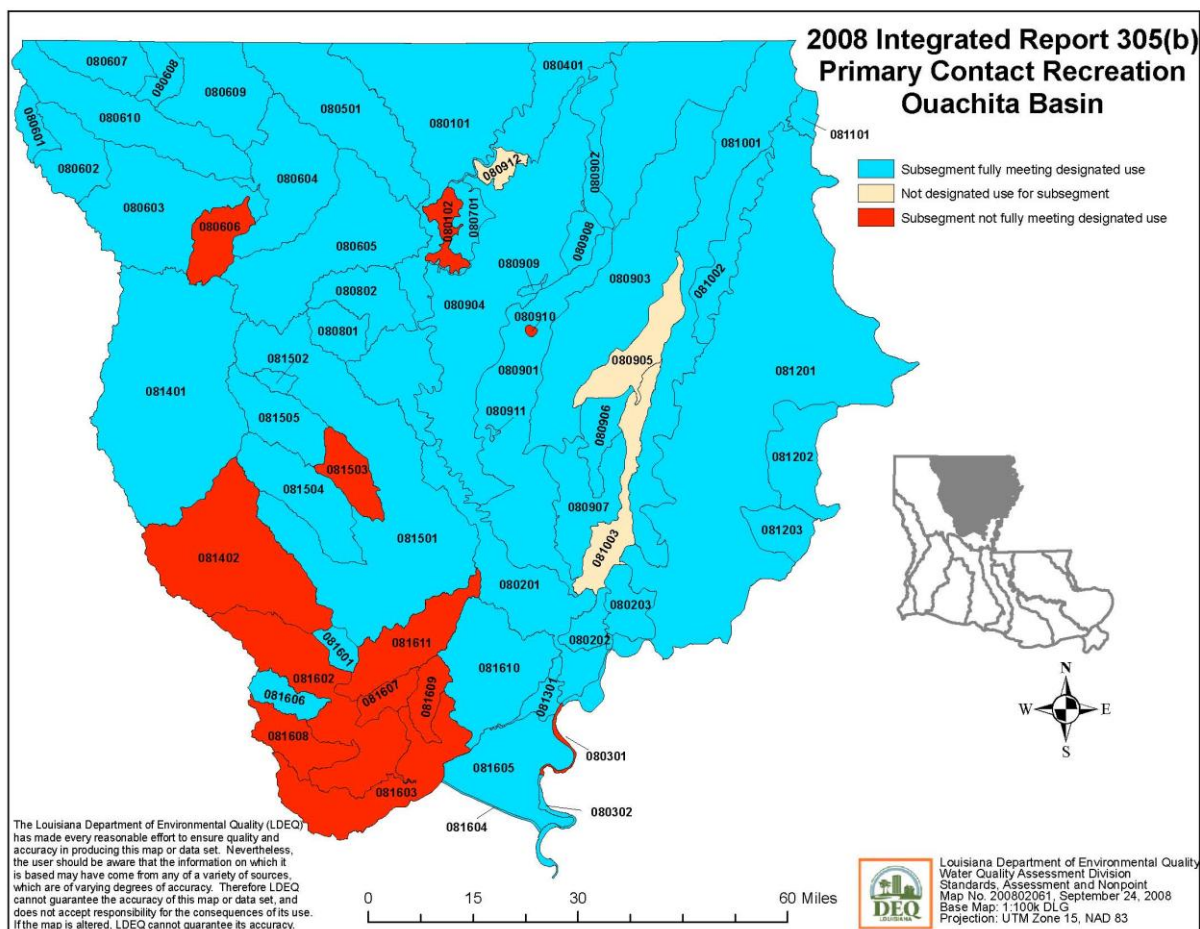 2008 Integrated Report 305(b)
Primary Contact Recreation
Ouachita Basin
Subsegment fully meeting designated use
Not designated use for subsegment
Subsegment not fully meeting designated use
080607
080608
080609
080401
080501
080101
080610
080601
080602
080603
080604
080606
080605
080912
080102
080701
080902
080908
080909
080903
081001
081101
081002
080802
080801
080904
080910
080901
080911
080905
080906
081201
081202
081203
081502
081401
081505
081503
081504
081501
081402
080907
081003
080201
080203
080202
081601
081611
081602
081607
081609
081610
081301
081606
081608
081603
081605
081604
080301
080302
N
W
E
S
The Louisiana Department of Environmental Quality (LDEQ)
has made every reasonable effort to ensure quality and
accuracy in producing this map or data set. Nevertheless,
the user should be aware that the information on which it
is based may have come from any of a variety of sources,
which are of varying degrees of accuracy. Therefore LDEQ
cannot guarantee the accuracy of this map or data set, and
does not accept responsibility for the consequences of its use.
If the map is altered, LDEQ cannot guarantee its accuracy.
0 15 30 60 Miles
DEQ
LOUISIANA
Louisiana Department of Environmental Quality
Water Quality Assessment Division
Standards, Assessment and Nonpoint
Map No. 200802061, September 24, 2008
Base Map: 1:100k DLG
Projection: UTM Zone 15, NAD 83